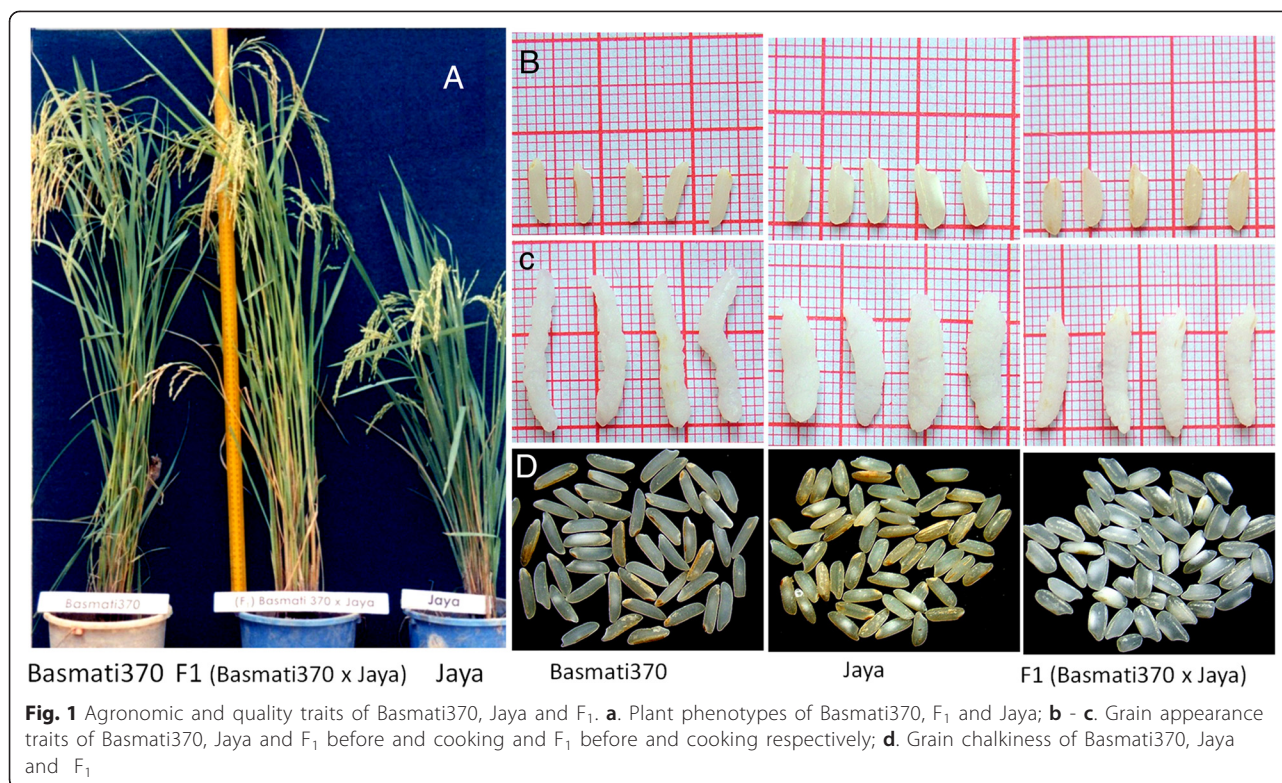 A
B
c
D
Basmati370
(F₁) Basmati 370 x Jaya
Jaya
Basmati370 F1 (Basmati370 x Jaya) Jaya
Basmati370
Jaya
F1 (Basmati370 x Jaya)
Fig. 1 Agronomic and quality traits of Basmati370, Jaya and F₁. a. Plant phenotypes of Basmati370, F₁ and Jaya; b - c. Grain appearance
traits of Basmati370, Jaya and F₁ before and cooking and F₁ before and cooking respectively; d. Grain chalkiness of Basmati370, Jaya
and F₁